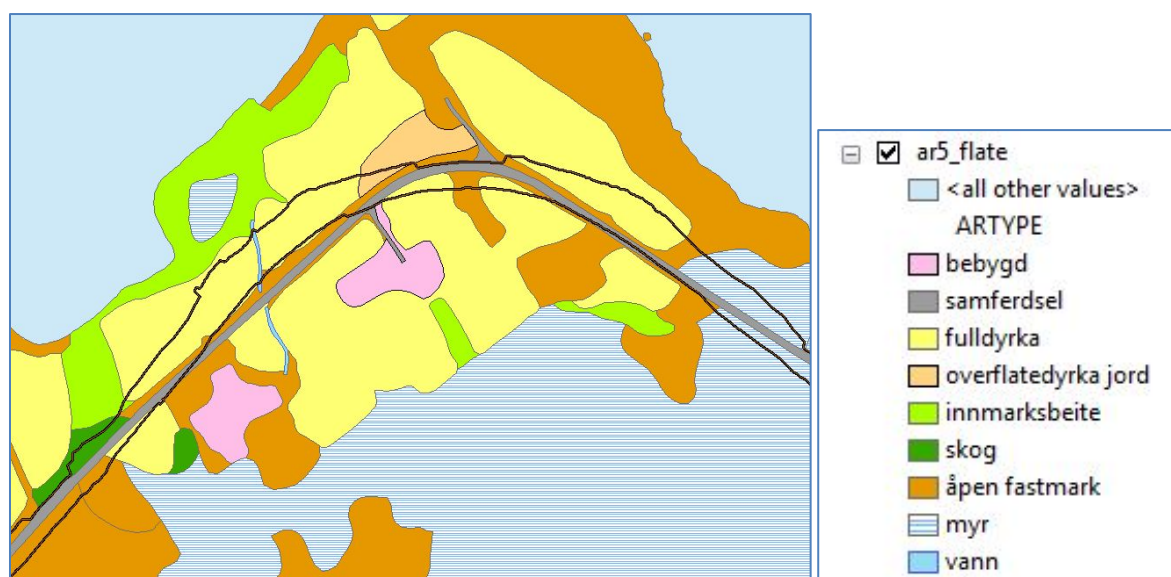 ar5_flate
<all other values>
ARTYPE
bebygd
samferdsel
fulldyrka
overflatedyrka jord
innmarksbeite
skog
åpen fastmark
myr
vann